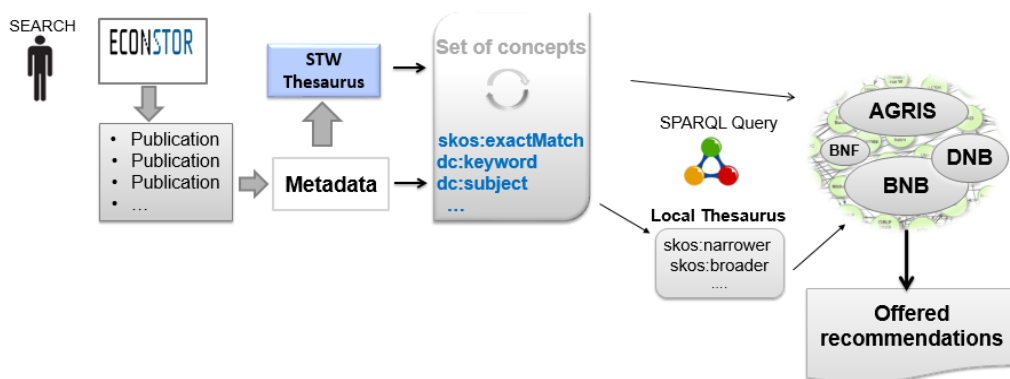 SEARCH
ECONSTOR
• Publication
• Publication
• Publication
• ...
STW
Thesaurus
Metadata
Set of concepts
skos:exactMatch
dc:keyword
dc:subject
...
SPARQL Query
Local Thesaurus
skos:narrower
skos:broader
....
AGRIS
BNF
DNB
BNB
Offered
recommendations